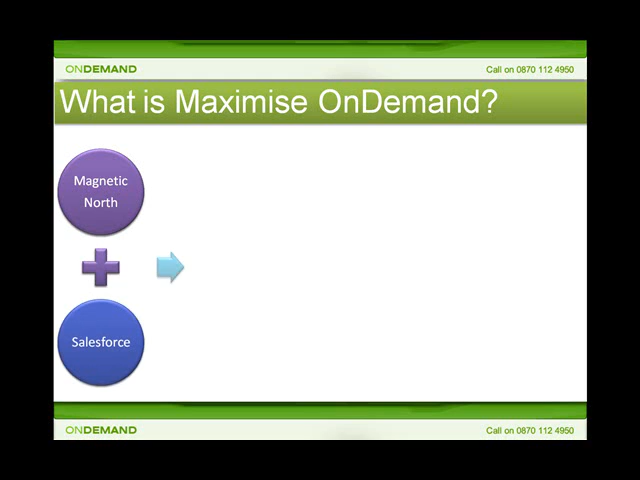 ONDEMAND
Call on 0870 112 4950
What is Maximise OnDemand?
Magnetic
North
Salesforce
ONDEMAND
Call on 0870 112 4950